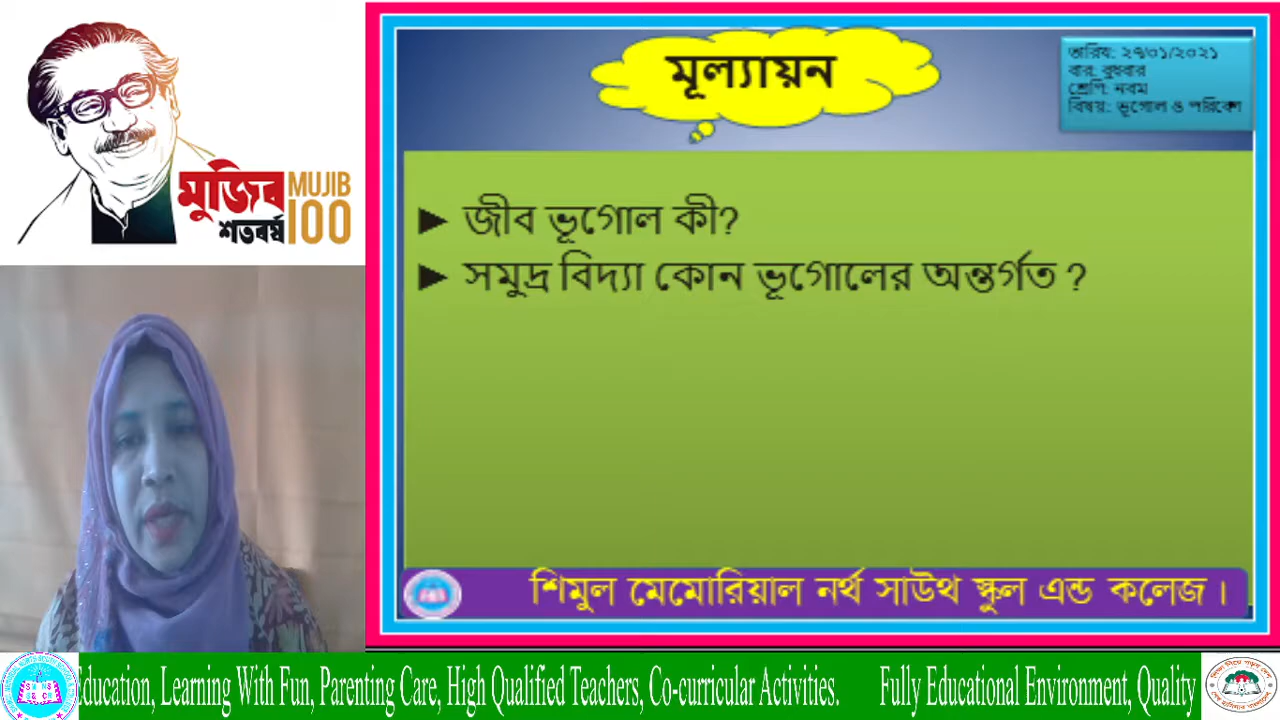 মুজিব
শতবর্ষ
MUJIB
100
মূল্যায়ন
তারিখ: ২৭/০১/২০২১
বার: বুধবার
শ্রেণি: নবম
বিষয়: ভূগোল ও পরিবেশ
► জীব ভূগোল কী?
► সমুদ্র বিদ্যা কোন ভূগোলের অন্তর্গত ?
শিমুল মেমোরিয়াল নর্থ সাউথ স্কুল এন্ড কলেজ।
Education, Learning With Fun, Parenting Care, High Qualified Teachers, Co-curricular Activities. Fully Educational Environment, Quality